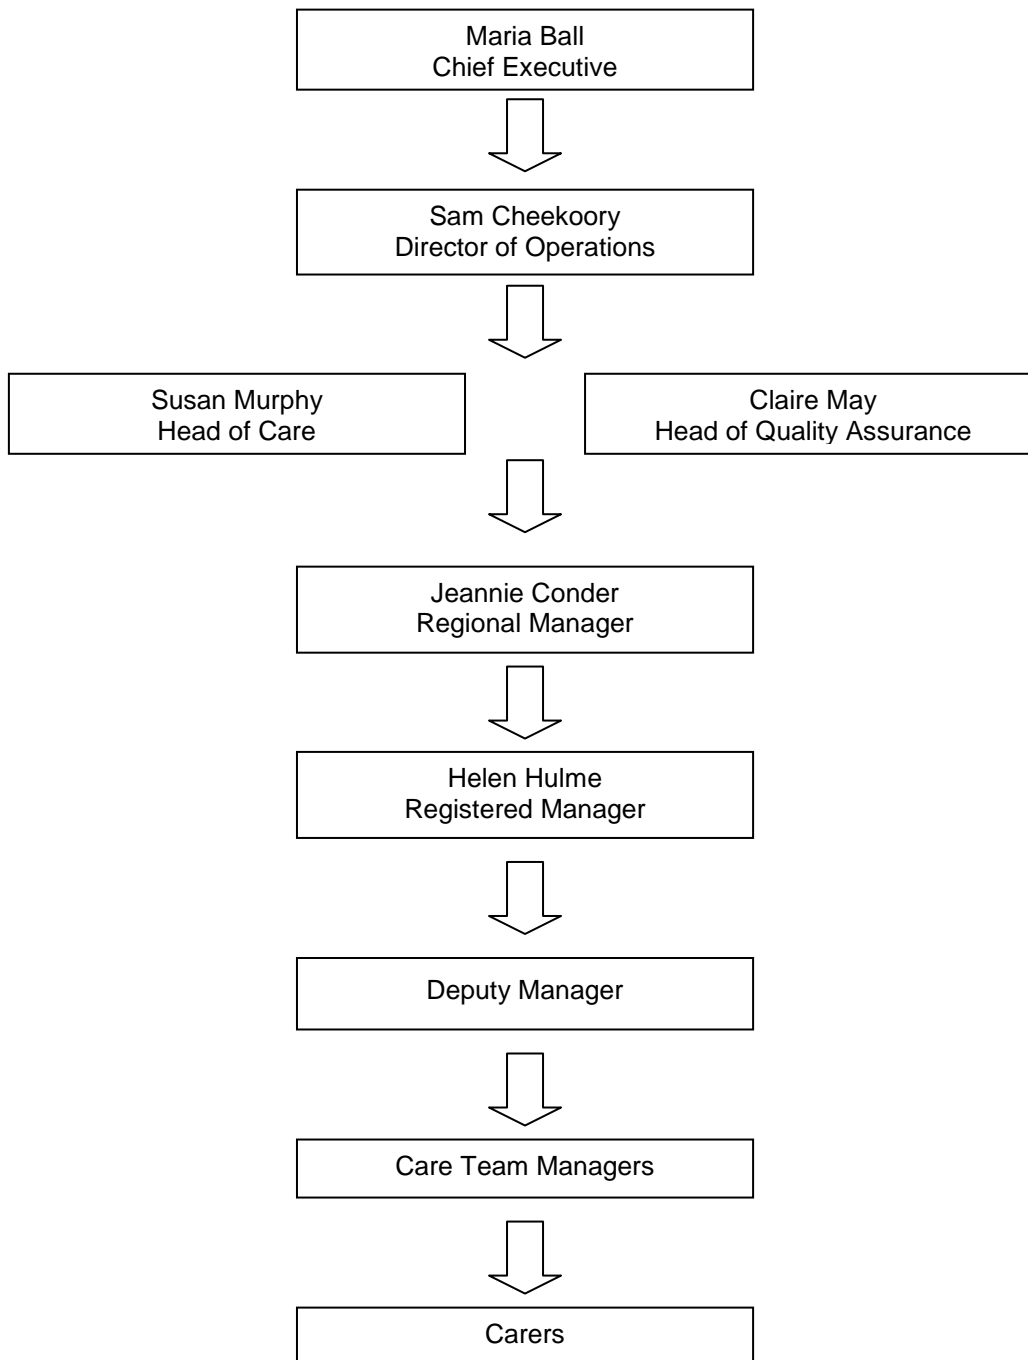 Maria Ball
Chief Executive
Sam Cheekoory
Director of Operations
Susan Murphy
Head of Care
Claire May
Head of Quality Assurance
Jeannie Conder
Regional Manager
Helen Hulme
Registered Manager
Deputy Manager
Care Team Managers
Carers